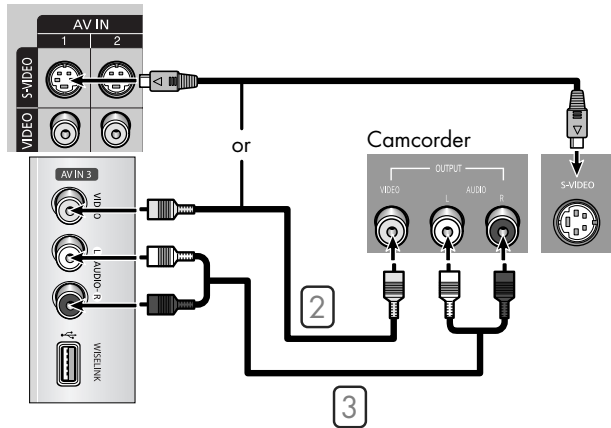 AV IN
1 2
S-VIDEO
VIDEO
or
Camcorder
OUTPUT
VIDEO
AUDIO
L R
S-VIDEO
AV IN 3
VIDEO
L - AUDIO - R
WISELINK
2
3